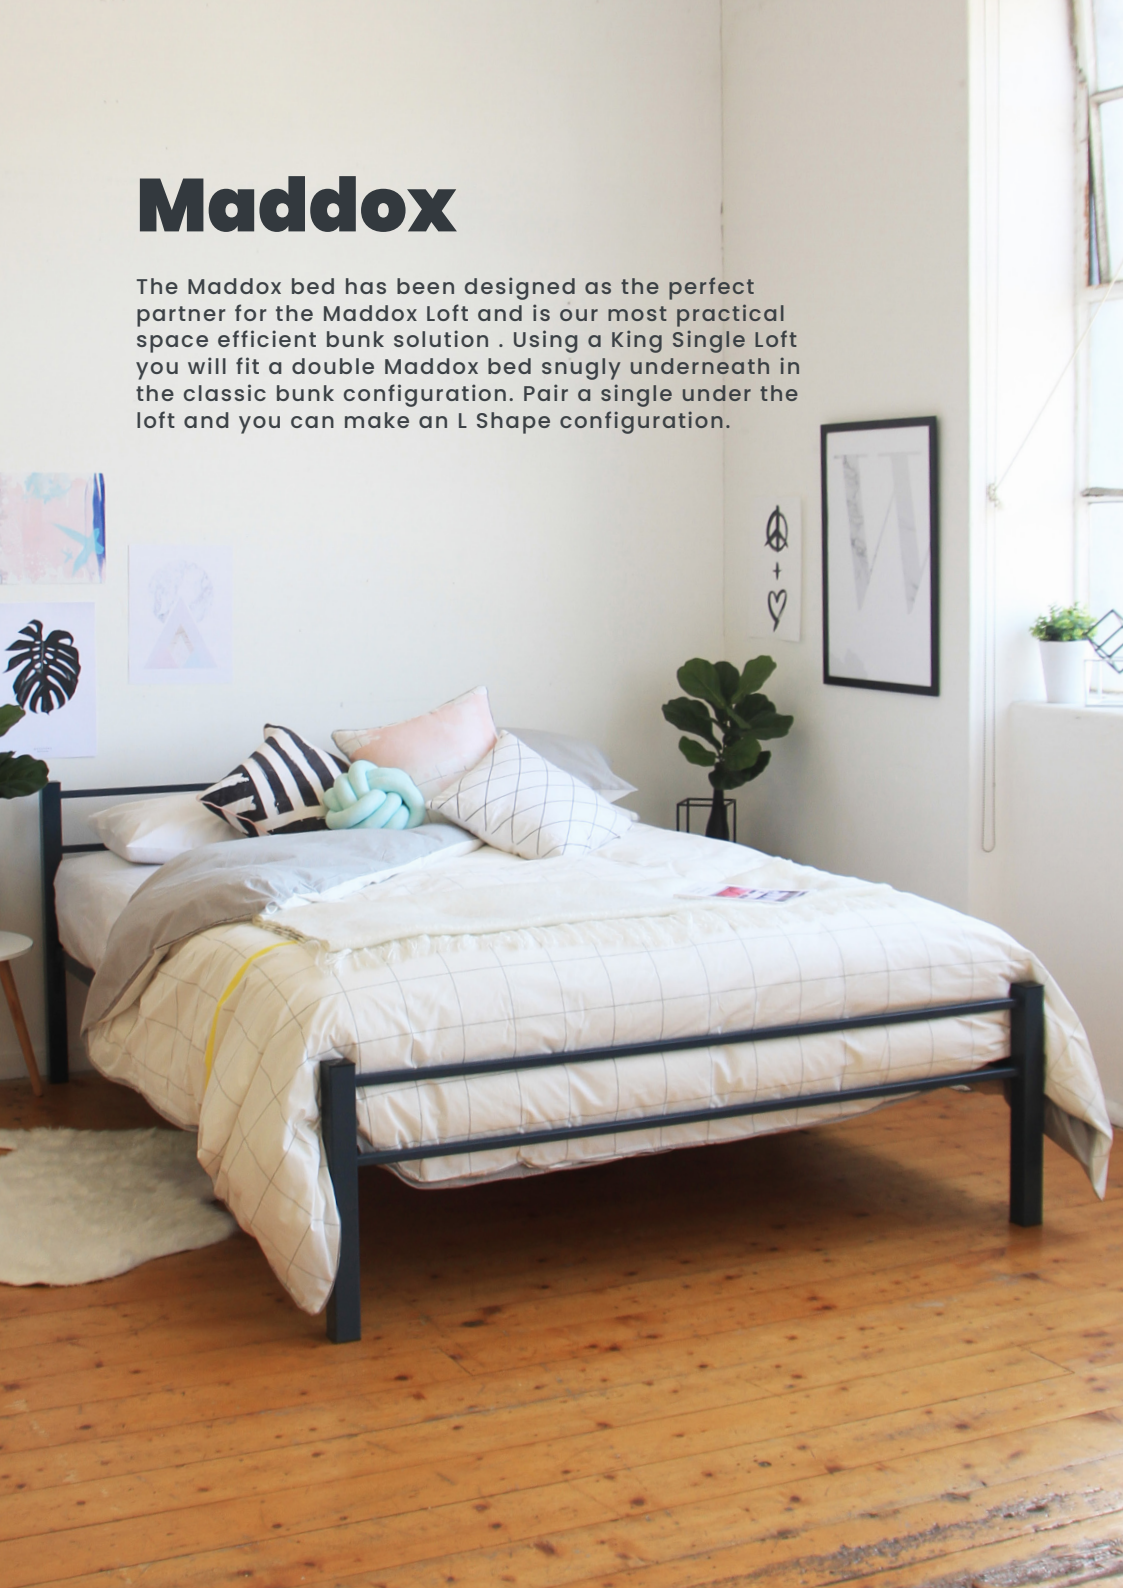 Maddox
The Maddox bed has been designed as the perfect
partner for the Maddox Loft and is our most practical
space efficient bunk solution . Using a King Single Loft
you will fit a double Maddox bed snugly underneath in
the classic bunk configuration. Pair a single under the
loft and you can make an L Shape configuration.
W